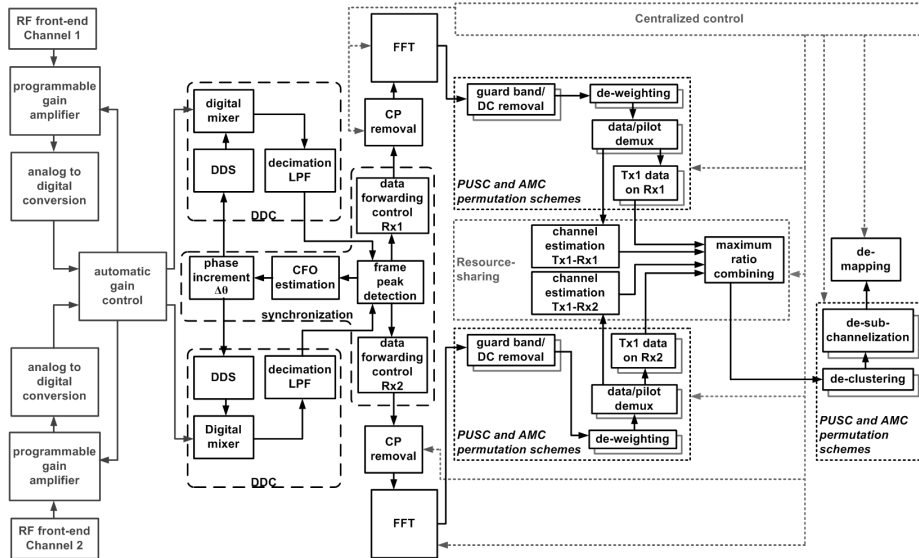 RF front-end
Channel 1
programmable
gain
amplifier
analog to
digital
conversion
automatic
gain
control
analog to
digital
conversion
programmable
gain
amplifier
RF front-end
Channel 2
digital
mixer
DDS
decimation
LPF
DDC
phase
increment
Δθ
CFO
estimation
frame
peak
detection
synchronization
DDS
decimation
LPF
Digital
mixer
DDC
FFT
CP
removal
data
forwarding
control
Rx1
data
forwarding
control
Rx2
CP
removal
FFT
Centralized control
guard band/
DC removal
de-weighting
data/pilot
demux
Tx1 data
on Rx1
PUSC and AMC
permutation schemes
Resource-
sharing
channel
estimation
Tx1-Rx1
channel
estimation
Tx1-Rx2
maximum
ratio
combining
guard band/
DC removal
Tx1 data
on Rx2
data/pilot
demux
de-weighting
PUSC and AMC
permutation schemes
de-
mapping
de-sub-
channelization
de-clustering
PUSC and AMC
permutation
schemes